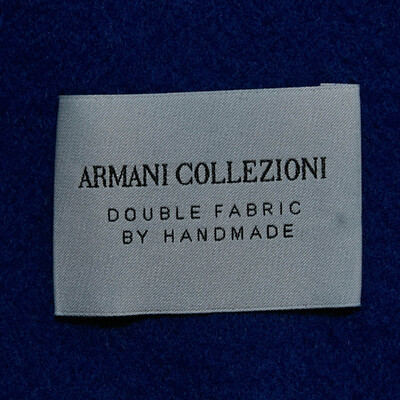 ARMANI COLLEZIONI
DOUBLE FABRIC
BY HANDMADE